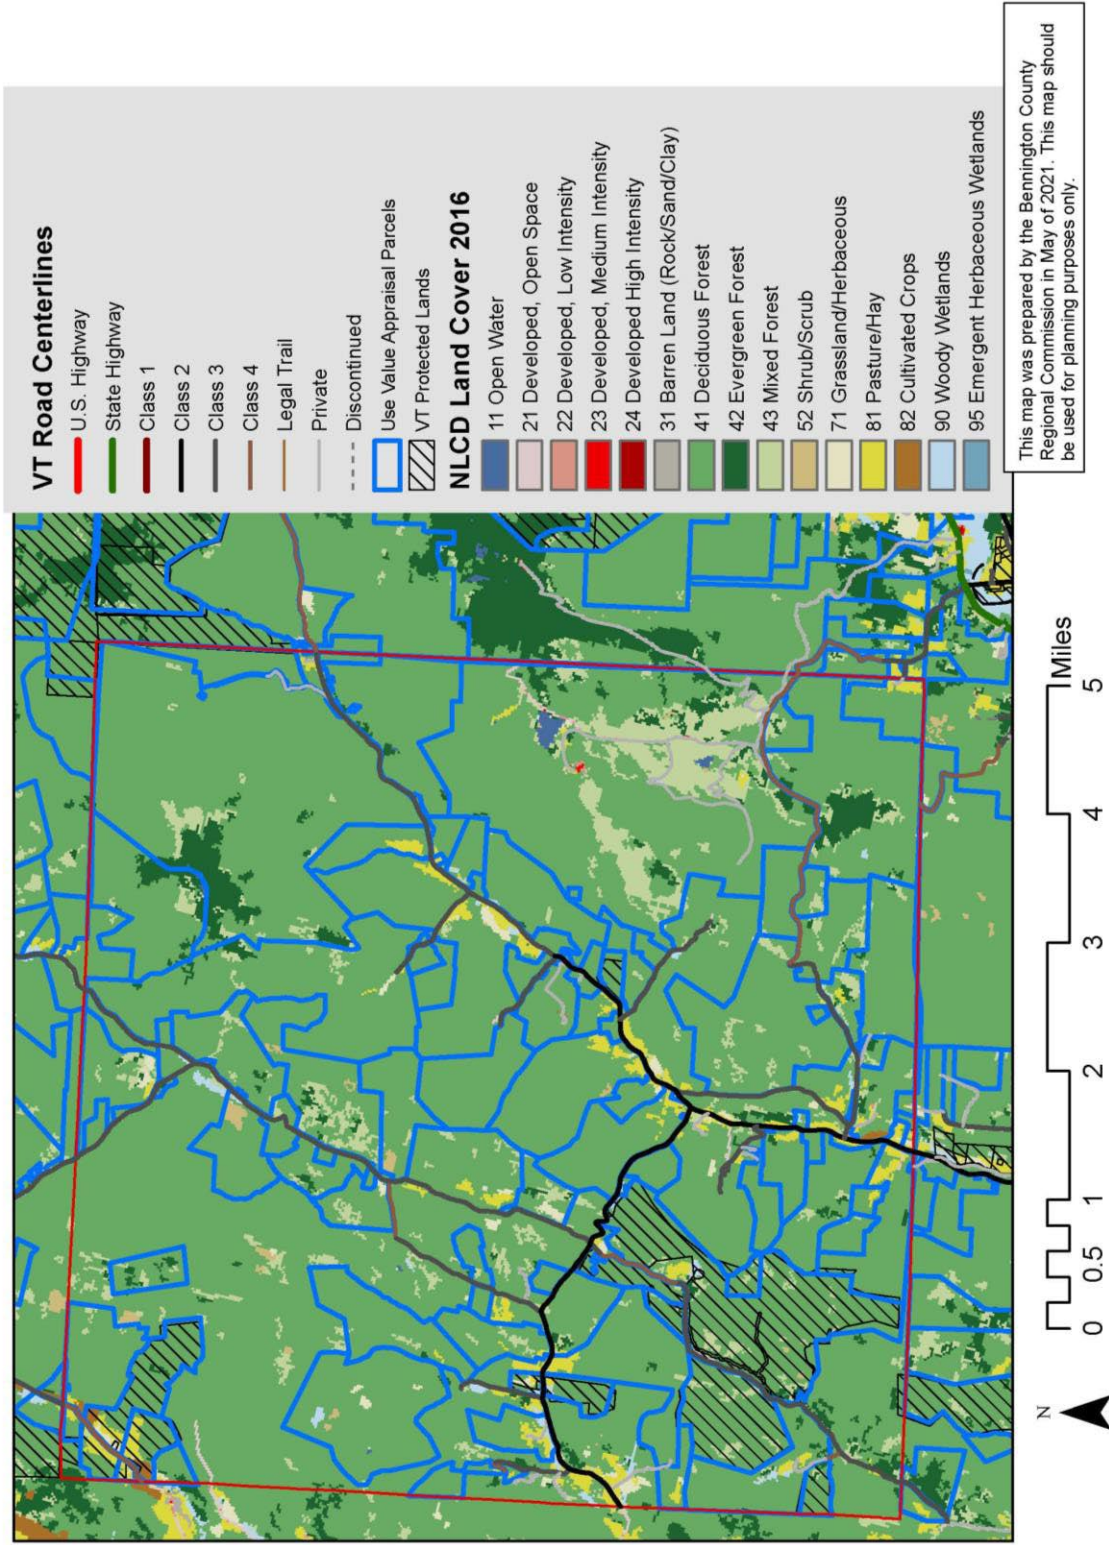 VT Road Centerlines
U.S. Highway
State Highway
Class 1
Class 2
Class 3
Class 4
Legal Trail
Private
Discontinued
Use Value Appraisal Parcels
VT Protected Lands
NLCD Land Cover 2016
11 Open Water
21 Developed, Open Space
22 Developed, Low Intensity
23 Developed, Medium Intensity
24 Developed High Intensity
31 Barren Land (Rock/Sand/Clay)
41 Deciduous Forest
42 Evergreen Forest
43 Mixed Forest
52 Shrub/Scrub
71 Grassland/Herbaceous
81 Pasture/Hay
82 Cultivated Crops
90 Woody Wetlands
95 Emergent Herbaceous Wetlands
N
0 0.5 1 2 3 4 5
Miles
This map was prepared by the Bennington County
Regional Commission in May of 2021. This map should
be used for planning purposes only.